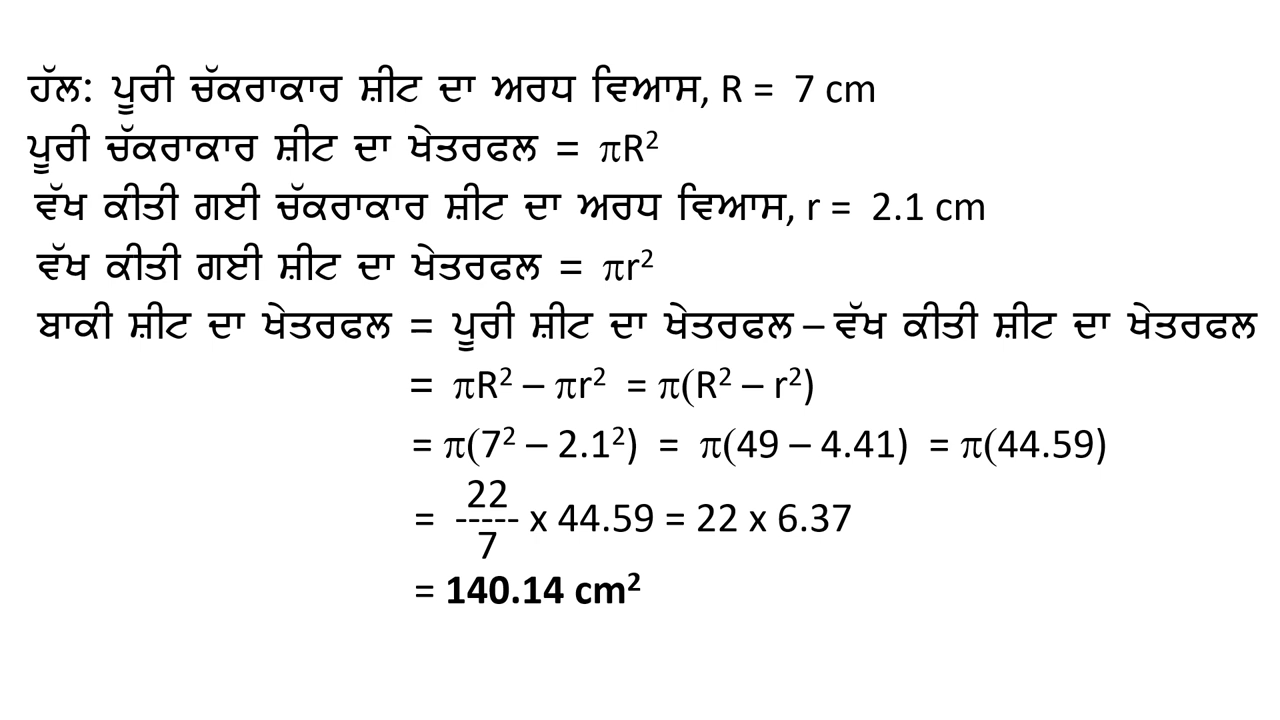 ਹੱਲ: ਪੂਰੀ ਚੱਕਰਾਕਾਰ ਸ਼ੀਟ ਦਾ ਅਰਧ ਵਿਆਸ, R = 7 cm
ਪੂਰੀ ਚੱਕਰਾਕਾਰ ਸ਼ੀਟ ਦਾ ਖੇਤਰਫਲ = πR²
ਵੱਖ ਕੀਤੀ ਗਈ ਚੱਕਰਾਕਾਰ ਸ਼ੀਟ ਦਾ ਅਰਧ ਵਿਆਸ, r = 2.1 cm
ਵੱਖ ਕੀਤੀ ਗਈ ਸ਼ੀਟ ਦਾ ਖੇਤਰਫਲ = πr²
ਬਾਕੀ ਸ਼ੀਟ ਦਾ ਖੇਤਰਫਲ = ਪੂਰੀ ਸ਼ੀਟ ਦਾ ਖੇਤਰਫਲ – ਵੱਖ ਕੀਤੀ ਸ਼ੀਟ ਦਾ ਖੇਤਰਫਲ
= πR² – πr² = π(R² – r²)
= π(7² – 2.1²) = π(49 – 4.41) = π(44.59)
22
= ----- x 44.59 = 22 x 6.37
7
= 140.14 cm²